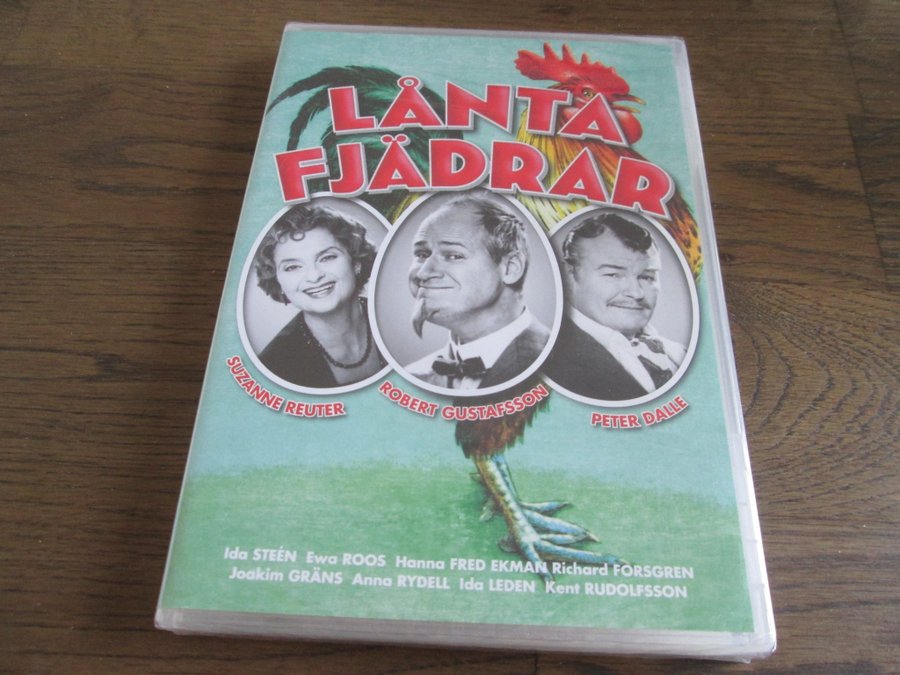 LÅNTA
FJÄDRAR
SUZANNE REUTER
ROBERT GUSTAFSSON
PETER DALLE
Ida STEÉN Ewa ROOS Hanna FRED EKMAN Richard FORSGREN
Joakim GRÄNS Anna RYDELL Ida LEDEN Kent RUDOLFSSON